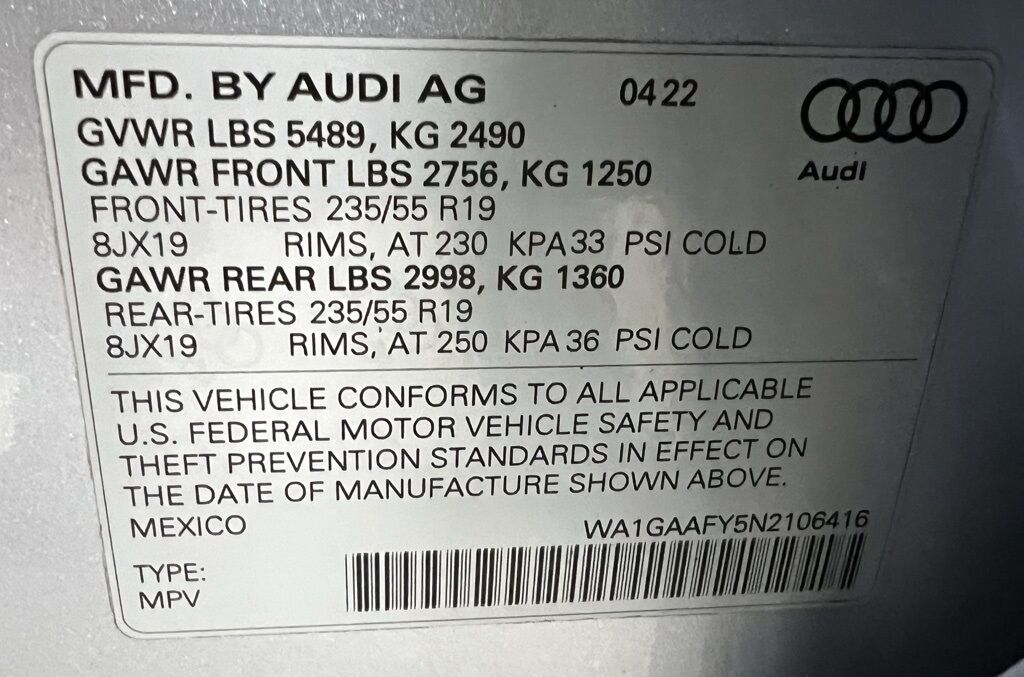 MFD. BY AUDI AG 0422
GVWR LBS 5489, KG 2490
GAWR FRONT LBS 2756, KG 1250
Audi
FRONT-TIRES 235/55 R19
8JX19 RIMS, AT 230 KPA 33 PSI COLD
GAWR REAR LBS 2998, KG 1360
REAR-TIRES 235/55 R19
8JX19 RIMS, AT 250 KPA 36 PSI COLD
THIS VEHICLE CONFORMS TO ALL APPLICABLE
U.S. FEDERAL MOTOR VEHICLE SAFETY AND
THEFT PREVENTION STANDARDS IN EFFECT ON
THE DATE OF MANUFACTURE SHOWN ABOVE.
MEXICO WA1GAAFY5N2106416
TYPE:
MPV